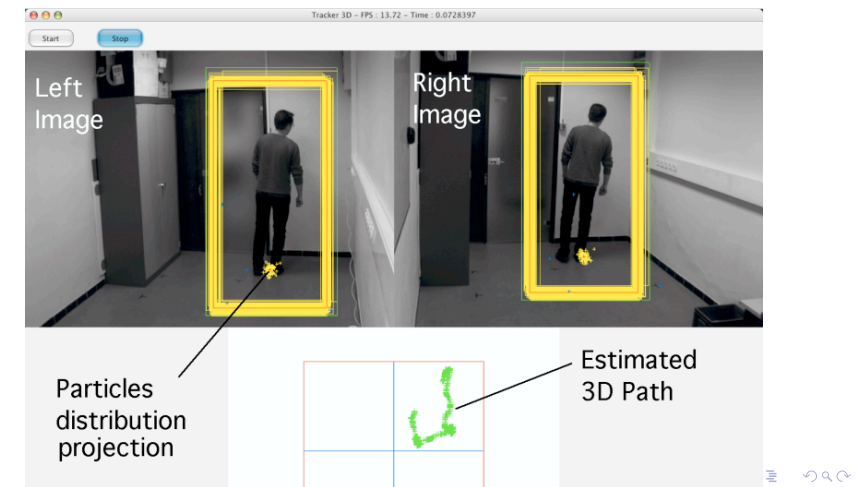 Tracker 3D - FPS : 13.72 - Time : 0.0728397
Start
Stop
Left
Image
Right
Image
Particles
distribution
projection
Estimated
3D Path